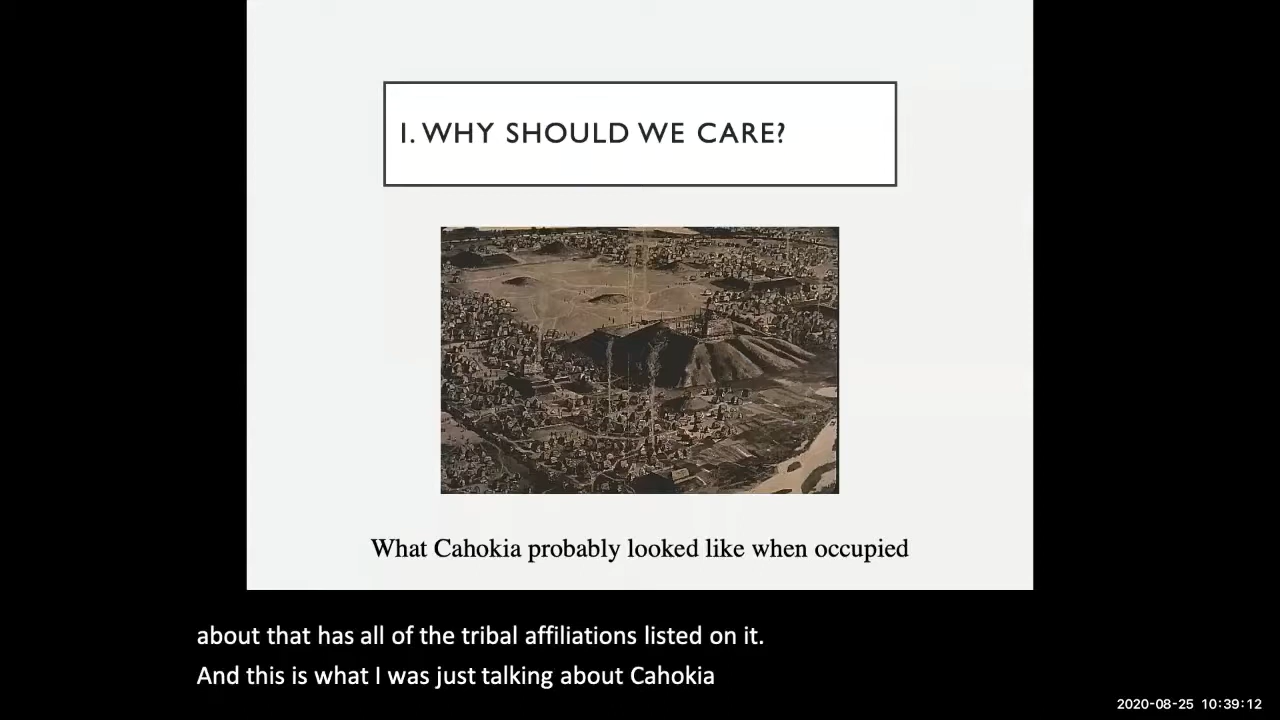 I. WHY SHOULD WE CARE?
What Cahokia probably looked like when occupied
about that has all of the tribal affiliations listed on it.
And this is what I was just talking about Cahokia
2020-08-25 10:39:12